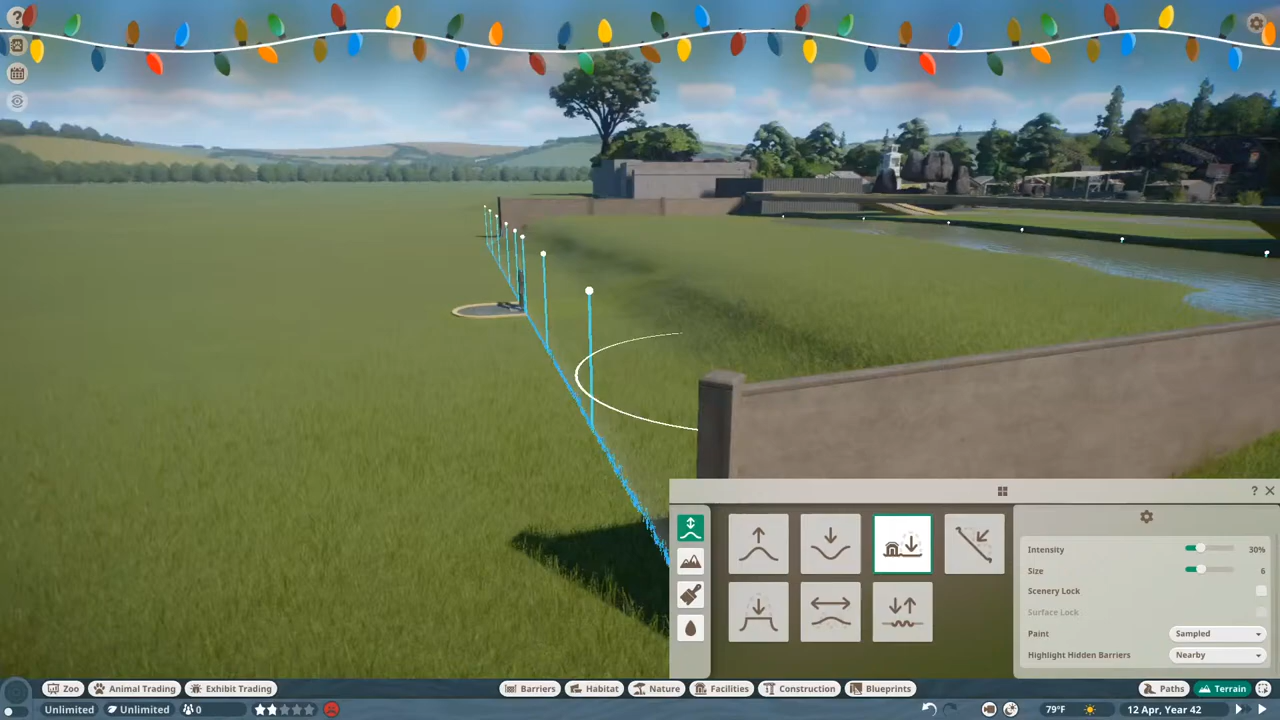 ?
? ×
Intensity 30%
Size 6
Scenery Lock
Surface Lock
Paint Sampled
Highlight Hidden Barriers Nearby
Zoo Animal Trading Exhibit Trading Barriers Habitat Nature Facilities Construction Blueprints Paths Terrain
Unlimited Unlimited 0 79°F 12 Apr, Year 42